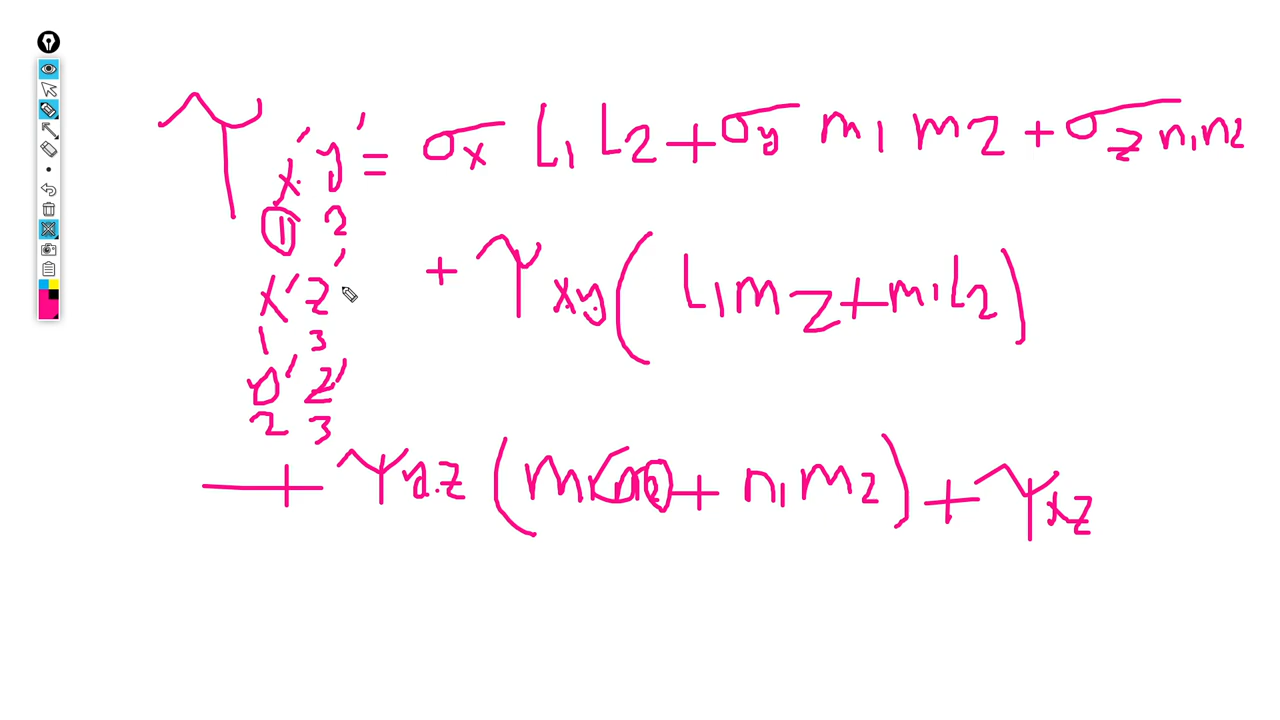 τx'y' = σx L1 L2 + σy m1 m2 + σz n1n2
1 2
+ τxy ( L1 m2 + m1 L2 )
x' z'
1 3
y' z'
2 3
+ τyz ( m1 n2 + n1 m2 ) + τxz